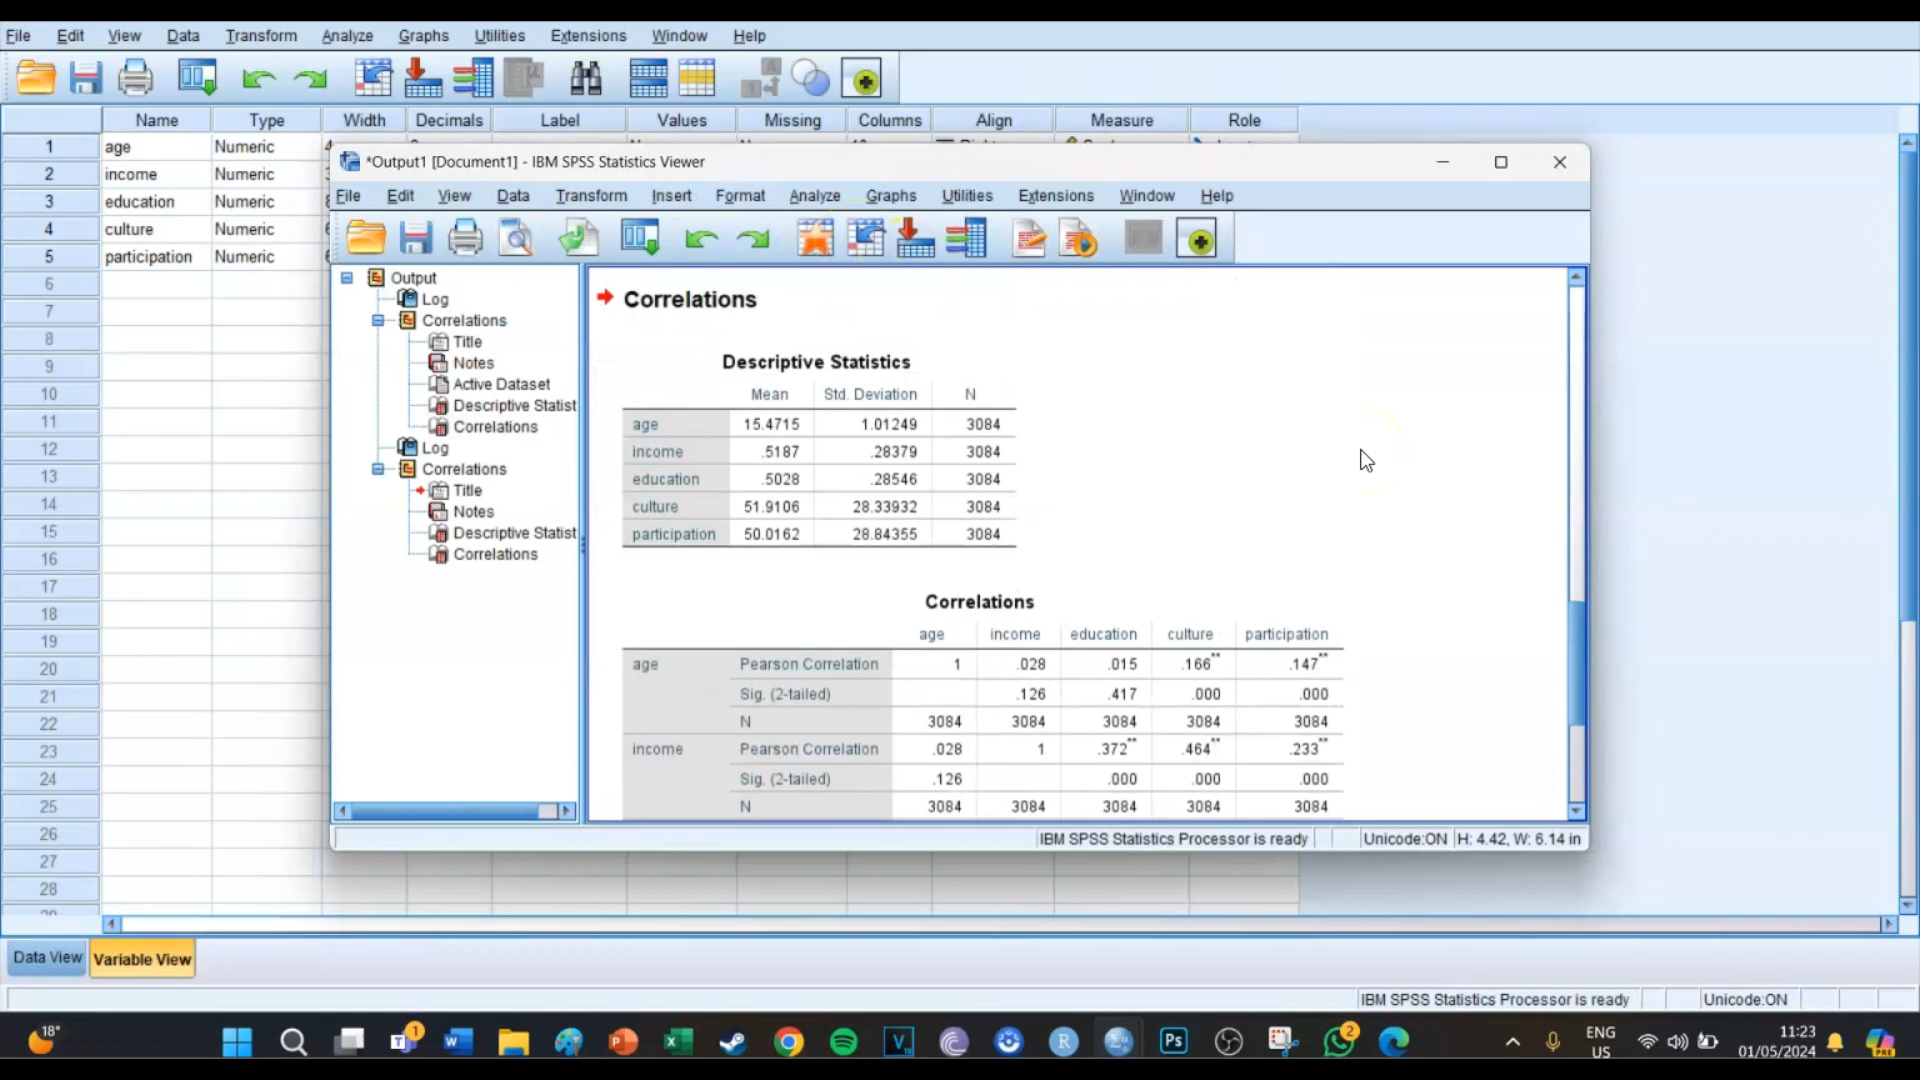 File Edit View Data Transform Analyze Graphs Utilities Extensions Window Help
Name Type Width Decimals Label Values Missing Columns Align Measure Role
1 age Numeric
2 income Numeric
3 education Numeric
4 culture Numeric
5 participation Numeric
6
7
8
9
10
11
12
13
14
15
16
17
18
19
20
21
22
23
24
25
26
27
28
*Output1 [Document1] - IBM SPSS Statistics Viewer
File Edit View Data Transform Insert Format Analyze Graphs Utilities Extensions Window Help
Output
Log
Correlations
Title
Notes
Active Dataset
Descriptive Statist
Correlations
Log
Correlations
Title
Notes
Descriptive Statist
Correlations
Correlations
Descriptive Statistics
Mean Std. Deviation N
age 15.4715 1.01249 3084
income .5187 .28379 3084
education .5028 .28546 3084
culture 51.9106 28.33932 3084
participation 50.0162 28.84355 3084
Correlations
age income education culture participation
age Pearson Correlation 1 .028 .015 .166** .147**
Sig. (2-tailed) .126 .417 .000 .000
N 3084 3084 3084 3084 3084
income Pearson Correlation .028 1 .372** .464** .233**
Sig. (2-tailed) .126 .000 .000 .000
N 3084 3084 3084 3084 3084
IBM SPSS Statistics Processor is ready Unicode:ON H: 4.42, W: 6.14 in
Data View Variable View
IBM SPSS Statistics Processor is ready Unicode:ON
18°
1
2
ENG
US
11:23
01/05/2024